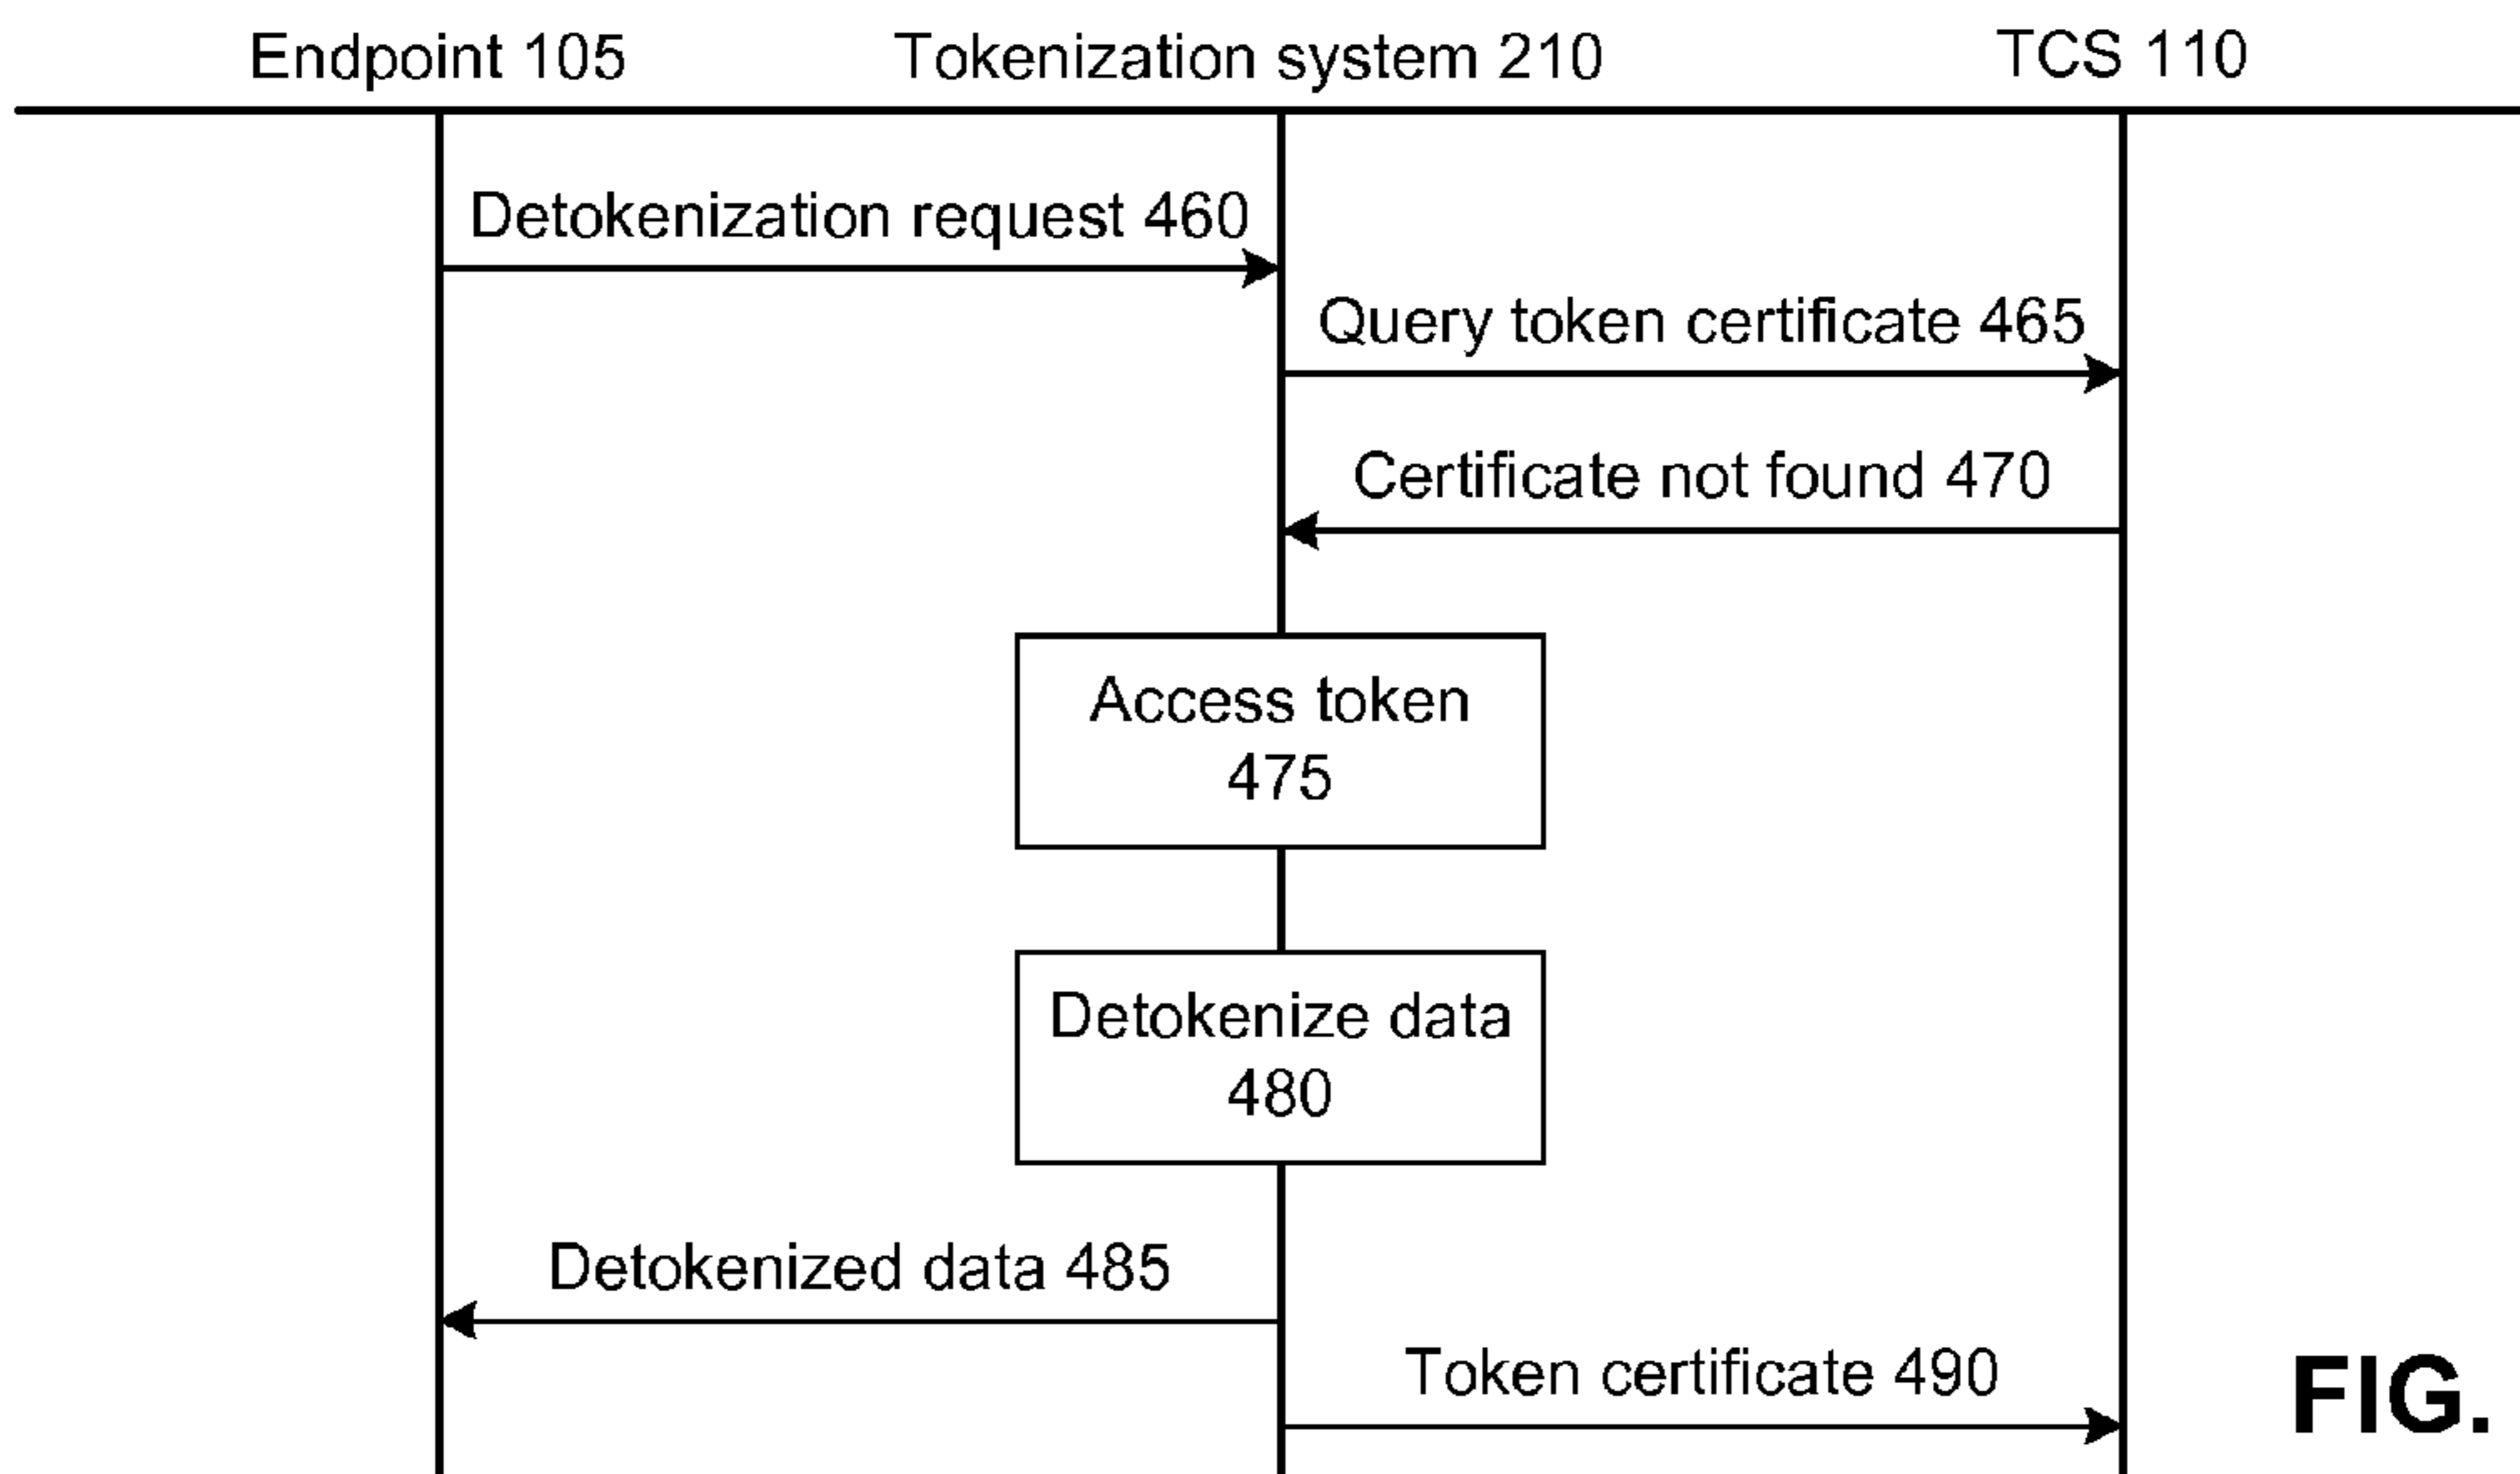 Endpoint 105
Tokenization system 210
TCS 110
Detokenization request 460
Query token certificate 465
Certificate not found 470
Access token
475
Detokenize data
480
Detokenized data 485
Token certificate 490
FIG.